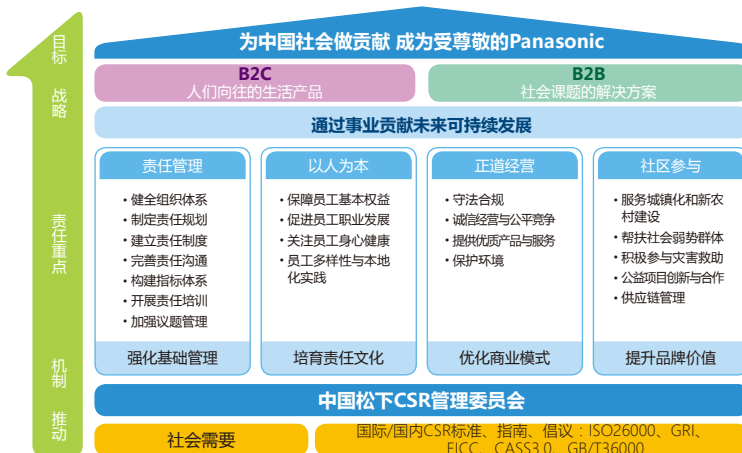 目标
为中国社会做贡献 成为受尊敬的Panasonic
战略
B2C
人们向往的生活产品
B2B
社会课题的解决方案
通过事业贡献未来可持续发展
责任重点
责任管理
• 健全组织体系
• 制定责任规划
• 建立责任制度
• 完善责任沟通
• 构建指标体系
• 开展责任培训
• 加强议题管理
强化基础管理
以人为本
• 保障员工基本权益
• 促进员工职业发展
• 关注员工身心健康
• 员工多样性与本地
化实践
培育责任文化
正道经营
• 守法合规
• 诚信经营与公平竞争
• 提供优质产品与服务
• 保护环境
优化商业模式
社区参与
• 服务城镇化和新农
村建设
• 帮扶社会弱势群体
• 积极参与灾害救助
• 公益项目创新与合作
• 供应链管理
提升品牌价值
机制
中国松下CSR管理委员会
推动
社会需要
国际/国内CSR标准、指南、倡议：ISO26000、GRI、
EICC、CASS3.0、GB/T36000